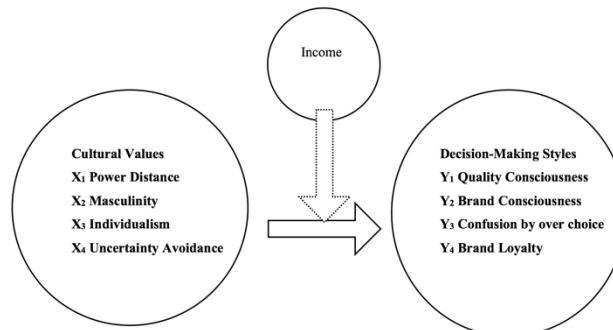 Income
Cultural Values
X₁ Power Distance
X₂ Masculinity
X₃ Individualism
X₄ Uncertainty Avoidance
Decision-Making Styles
Y₁ Quality Consciousness
Y₂ Brand Consciousness
Y₃ Confusion by over choice
Y₄ Brand Loyalty